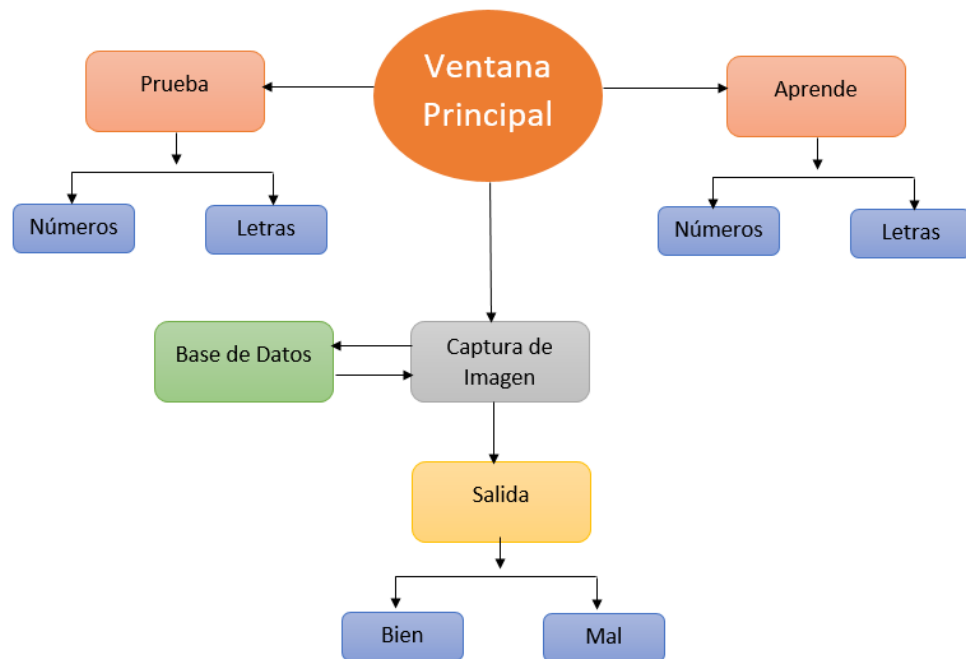 Ventana
Principal
Prueba
Aprende
Números
Letras
Números
Letras
Base de Datos
Captura de
Imagen
Salida
Bien
Mal